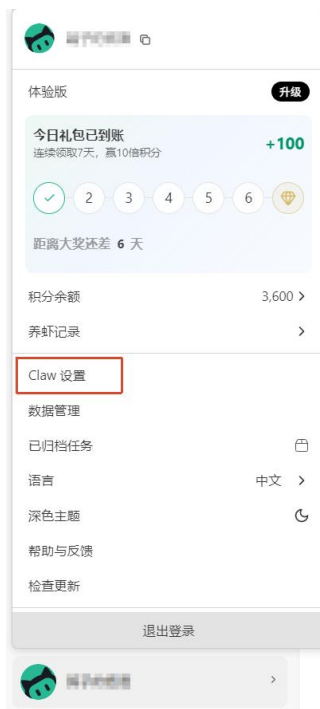 体验版
升级
今日礼包已到账
连续领取7天，赢10倍积分
+100
2 3 4 5 6
距离大奖还差 6 天
积分余额 3,600
养虾记录
Claw 设置
数据管理
已归档任务
语言 中文
深色主题
帮助与反馈
检查更新
退出登录